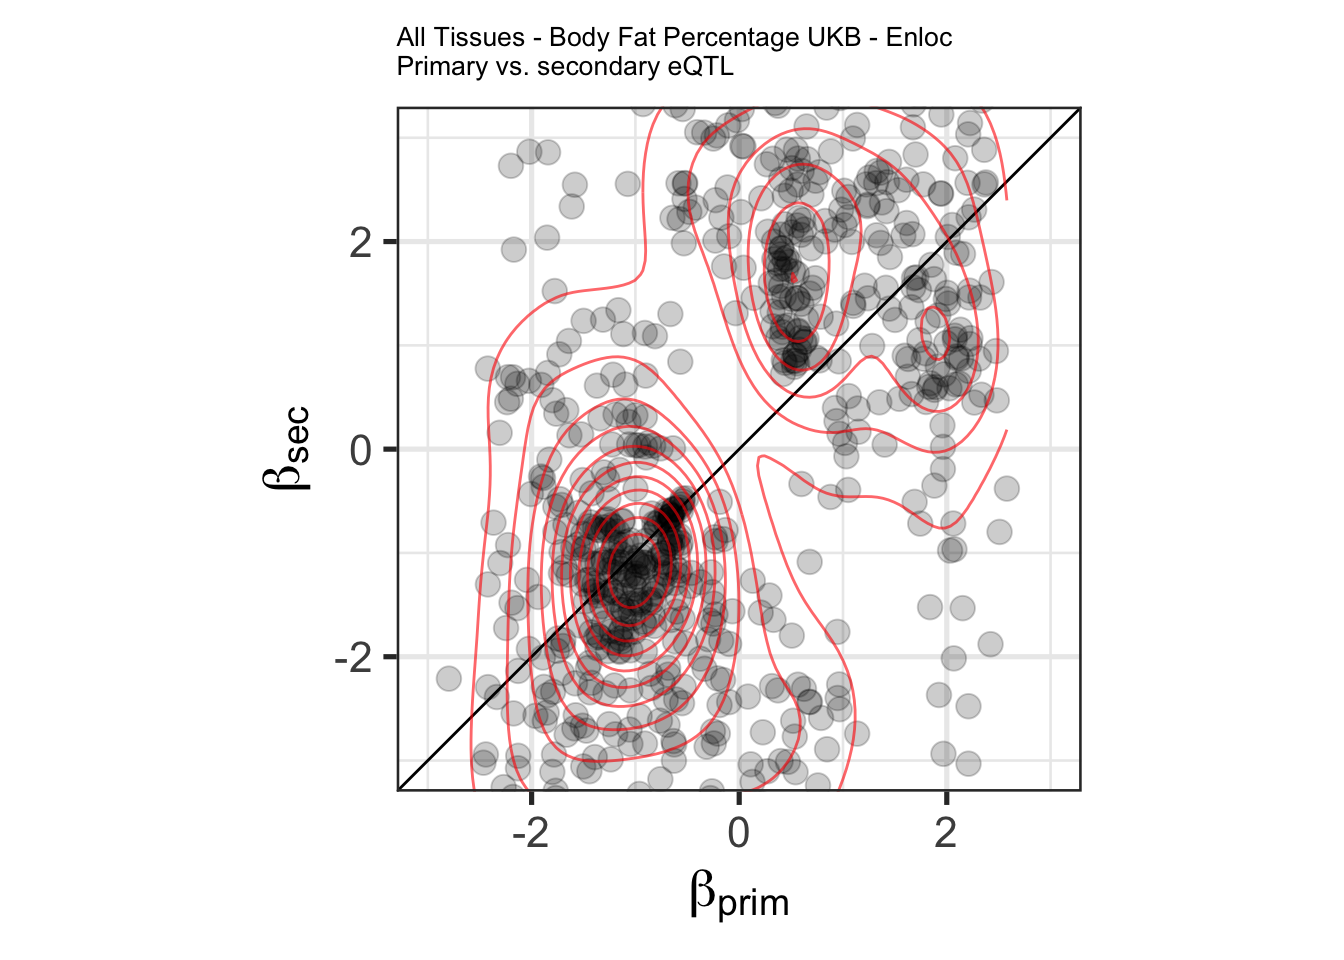 All Tissues - Body Fat Percentage UKB - Enloc
Primary vs. secondary eQTL
2
0
-2
βsec
-2 0 2
βprim